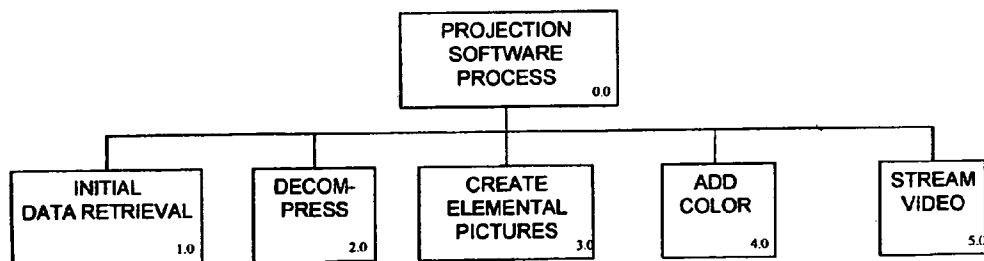 PROJECTION
SOFTWARE
PROCESS
0.0
INITIAL
DATA RETRIEVAL
1.0
DECOM-
PRESS
2.0
CREATE
ELEMENTAL
PICTURES
3.0
ADD
COLOR
4.0
STREAM
VIDEO
5.0